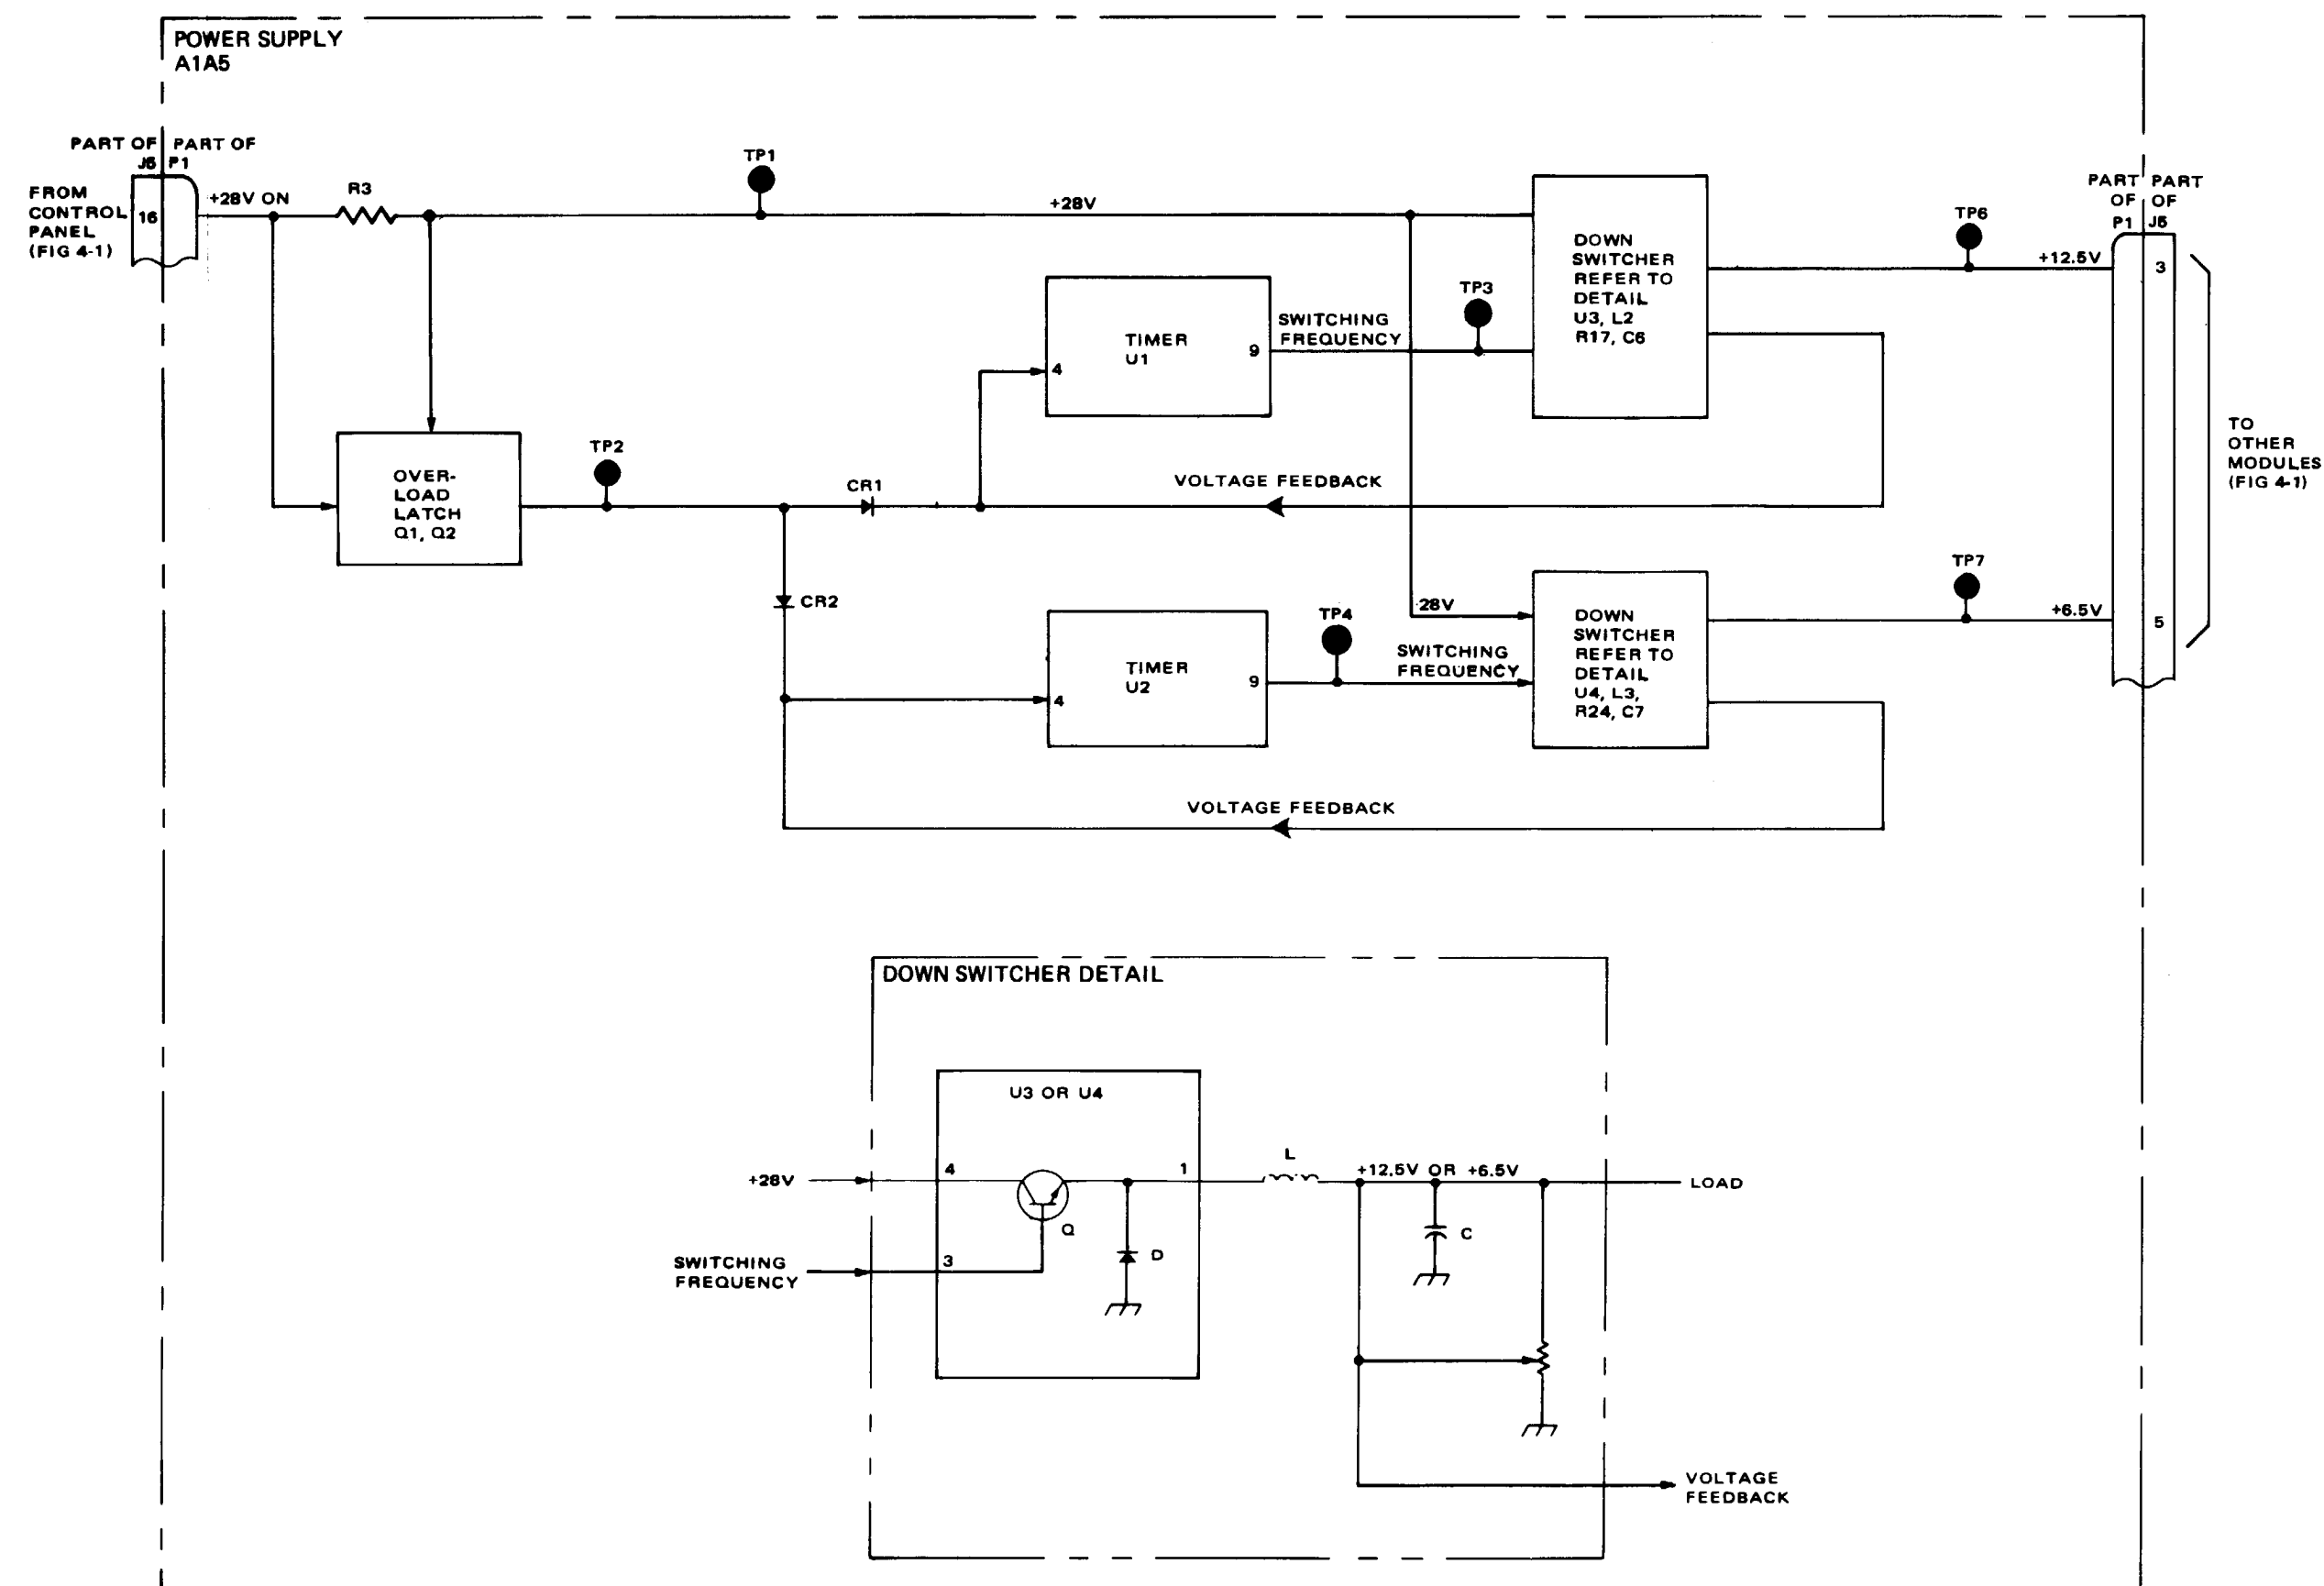 POWER SUPPLY
A1A5
PART OF PART OF
J5 P1
FROM
CONTROL
PANEL
(FIG 4-1)
16
+28V ON
R3
TP1
+28V
DOWN
SWITCHER
REFER TO
DETAIL
U3, L2
R17, C6
TP6
+12.5V
PART PART
OF OF
P1 J5
3
TIMER
U1
4
9
SWITCHING
FREQUENCY
TP3
OVER-
LOAD
LATCH
Q1, Q2
TP2
CR1
VOLTAGE FEEDBACK
TO
OTHER
MODULES
(FIG 4-1)
CR2
TIMER
U2
4
9
TP4
28V
SWITCHING
FREQUENCY
DOWN
SWITCHER
REFER TO
DETAIL
U4, L3,
R24, C7
TP7
+6.5V
5
VOLTAGE FEEDBACK
DOWN SWITCHER DETAIL
U3 OR U4
+28V
4
1
Q
D
L
+12.5V OR +6.5V
LOAD
C
SWITCHING
FREQUENCY
3
VOLTAGE
FEEDBACK